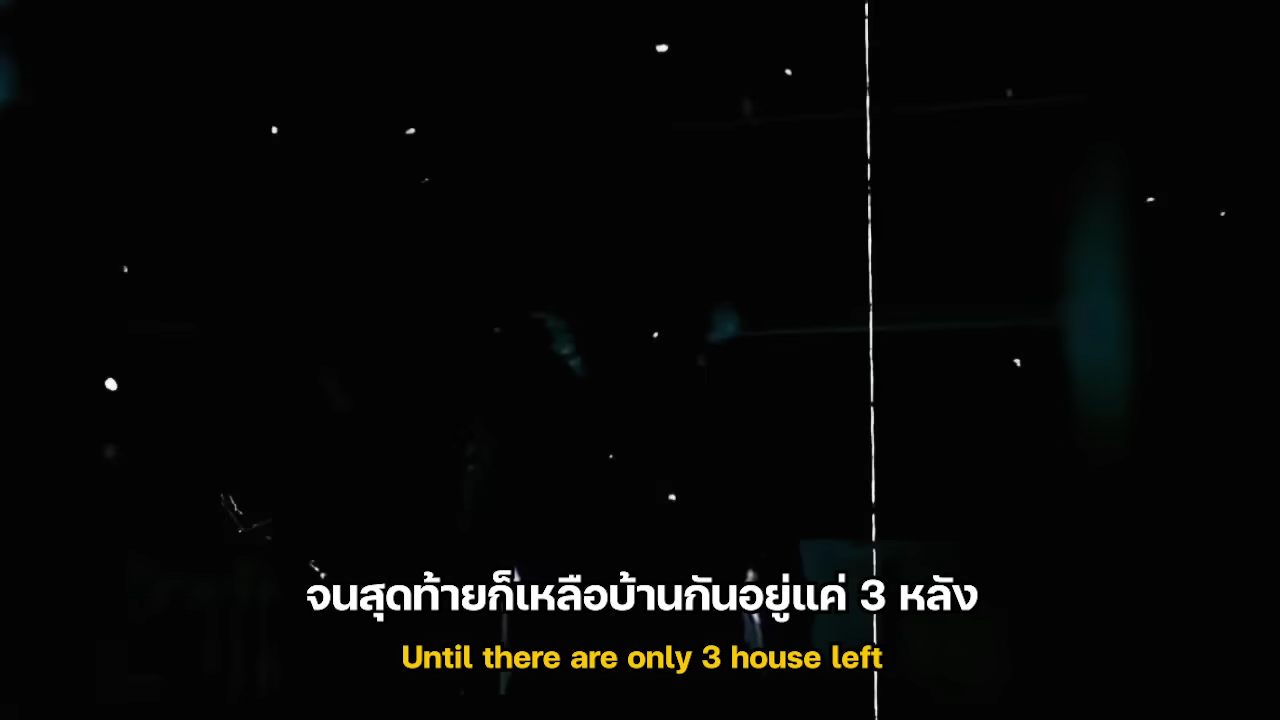 จนสุดท้ายก็เหลือบ้านกันอยู่แค่ 3 หลัง
Until there are only 3 house left